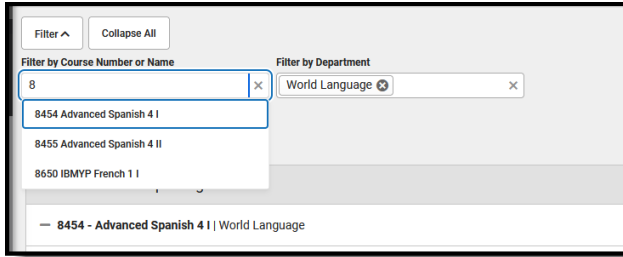 Filter
Collapse All
Filter by Course Number or Name
Filter by Department
8
World Language
8454 Advanced Spanish 4 I
8455 Advanced Spanish 4 II
8650 IBMYP French 1 I
8454 - Advanced Spanish 4 I | World Language